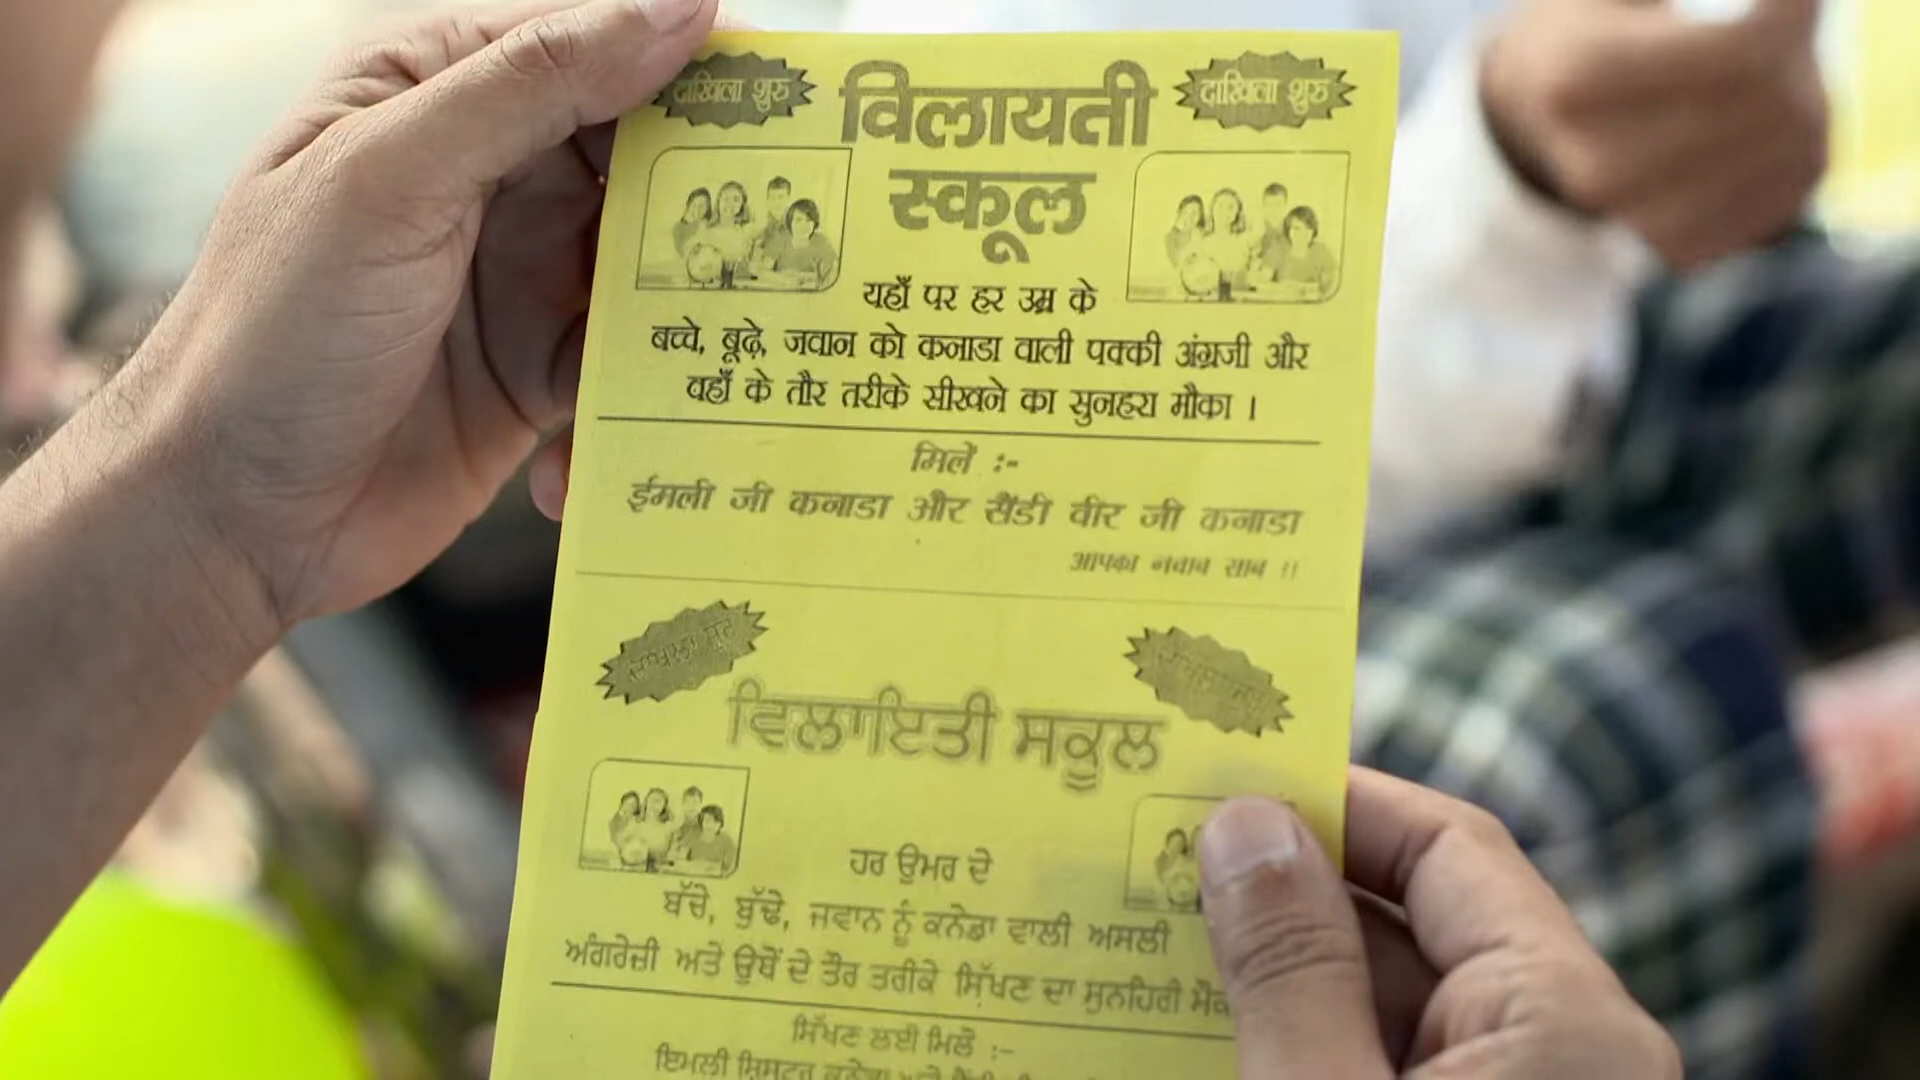 दाखिला शुरु
विलायती
दाखिला शुरु
स्कूल
यहाँ पर हर उम्र के
बच्चे, बूढ़े, जवान को कनाडा वाली पक्की अंग्रजी और
वहाँ के तौर तरीके सीखने का सुनहरा मौका ।
मिलें :-
ईमली जी कनाडा और सैंडी वीर जी कनाडा
आपका नवाब साब !!
ਵਿਲਾਇਤੀ ਸਕੂਲ
ਹਰ ਉਮਰ ਦੇ
ਬੱਚੇ, ਬੁੱਢੇ, ਜਵਾਨ ਨੂੰ ਕਨੇਡਾ ਵਾਲੀ ਅਸਲੀ
ਅੰਗਰੇਜ਼ੀ ਅਤੇ ਉਥੋਂ ਦੇ ਤੌਰ ਤਰੀਕੇ ਸਿੱਖਣ ਦਾ ਸੁਨਹਿਰੀ
ਸਿੱਖਣ ਲਈ ਮਿਲੋ :-
ਇਮਲੀ